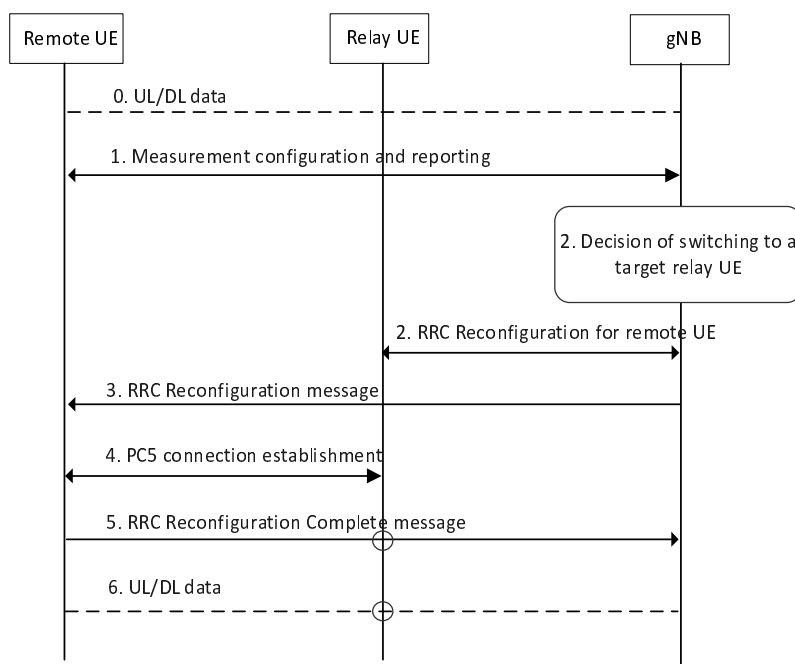 Remote UE
Relay UE
gNB
0. UL/DL data
1. Measurement configuration and reporting
2. Decision of switching to a
target relay UE
2. RRC Reconfiguration for remote UE
3. RRC Reconfiguration message
4. PC5 connection establishment
5. RRC Reconfiguration Complete message
6. UL/DL data